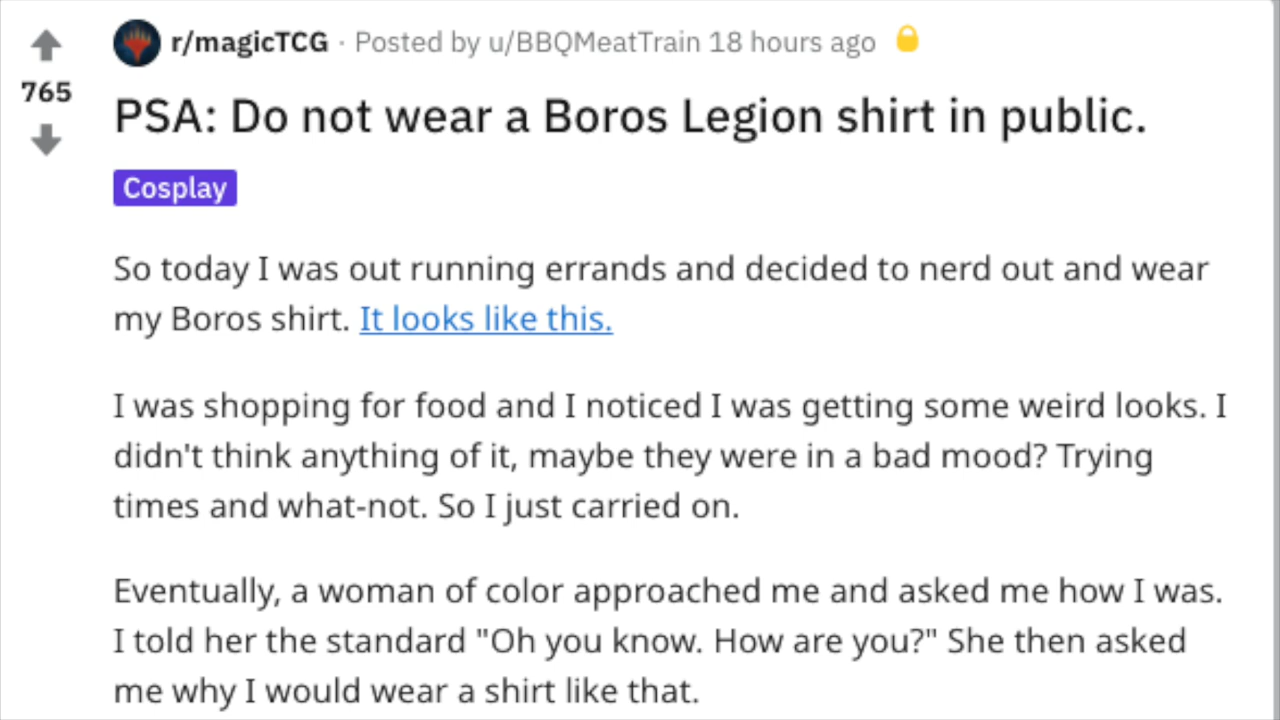 r/magicTCG · Posted by u/BBQMeatTrain 18 hours ago
765
PSA: Do not wear a Boros Legion shirt in public.
Cosplay
So today I was out running errands and decided to nerd out and wear
my Boros shirt. It looks like this.
I was shopping for food and I noticed I was getting some weird looks. I
didn't think anything of it, maybe they were in a bad mood? Trying
times and what-not. So I just carried on.
Eventually, a woman of color approached me and asked me how I was.
I told her the standard "Oh you know. How are you?" She then asked
me why I would wear a shirt like that.